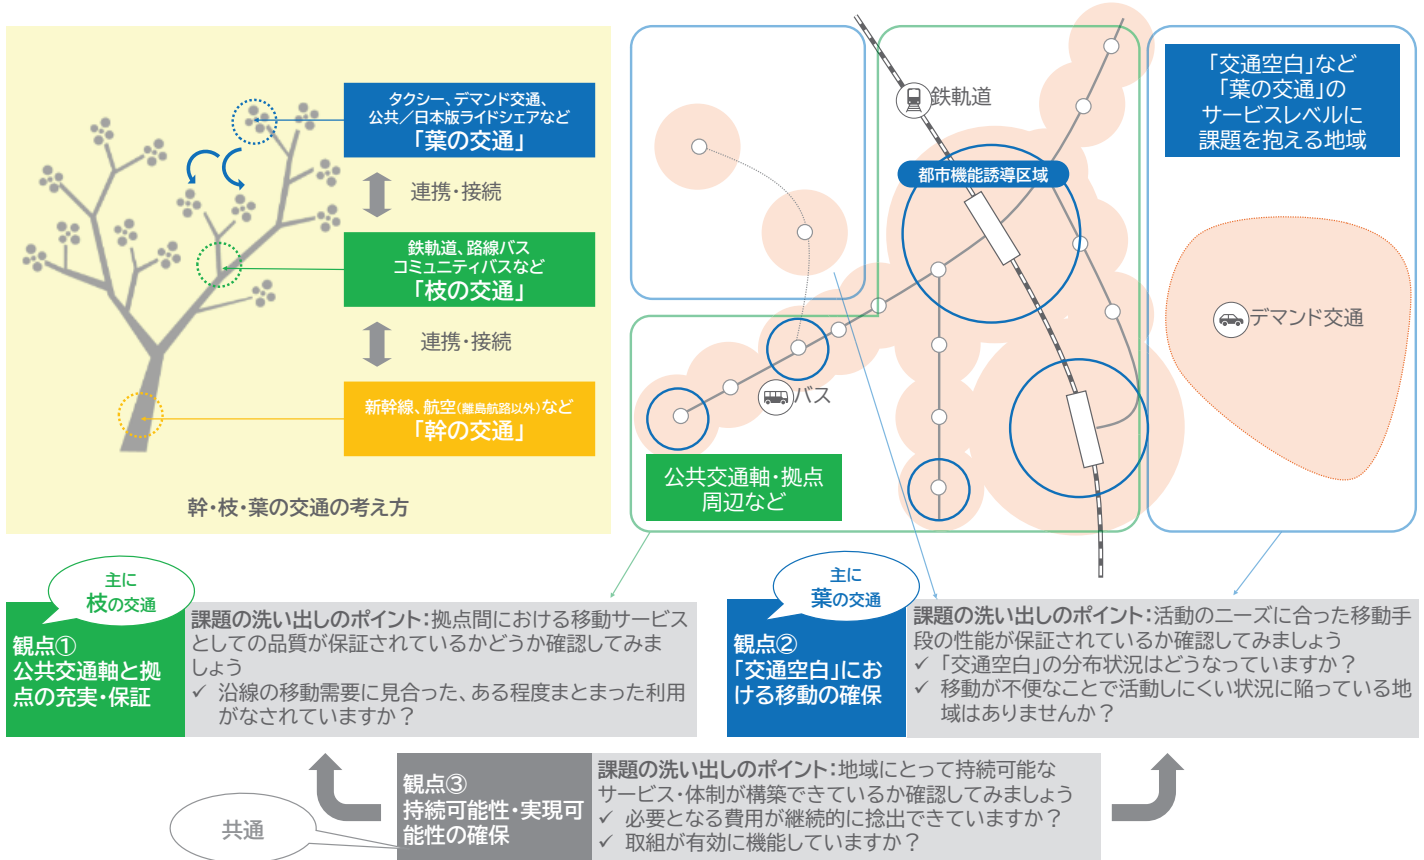 タクシー、デマンド交通、
公共／日本版ライドシェアなど
「葉の交通」
連携・接続
鉄軌道、路線バス
コミュニティバスなど
「枝の交通」
連携・接続
新幹線、航空(離島航路以外)など
「幹の交通」
幹・枝・葉の交通の考え方
鉄軌道
都市機能誘導区域
バス
公共交通軸・拠点
周辺など
「交通空白」など
「葉の交通」の
サービスレベルに
課題を抱える地域
デマンド交通
主に
枝の交通
観点①
公共交通軸と拠
点の充実・保証
課題の洗い出しのポイント：拠点間における移動サービス
としての品質が保証されているかどうか確認してみま
しょう
✓ 沿線の移動需要に見合った、ある程度まとまった利用
がなされていますか？
主に
葉の交通
観点②
「交通空白」にお
ける移動の確保
課題の洗い出しのポイント：活動のニーズに合った移動手
段の性能が保証されているか確認してみましょう
✓ 「交通空白」の分布状況はどうなっていますか？
✓ 移動が不便なことで活動しにくい状況に陥っている地
域はありませんか？
共通
観点③
持続可能性・実現可
能性の確保
課題の洗い出しのポイント：地域にとって持続可能な
サービス・体制が構築できているか確認してみましょう
✓ 必要となる費用が継続的に捻出できていますか？
✓ 取組が有効に機能していますか？